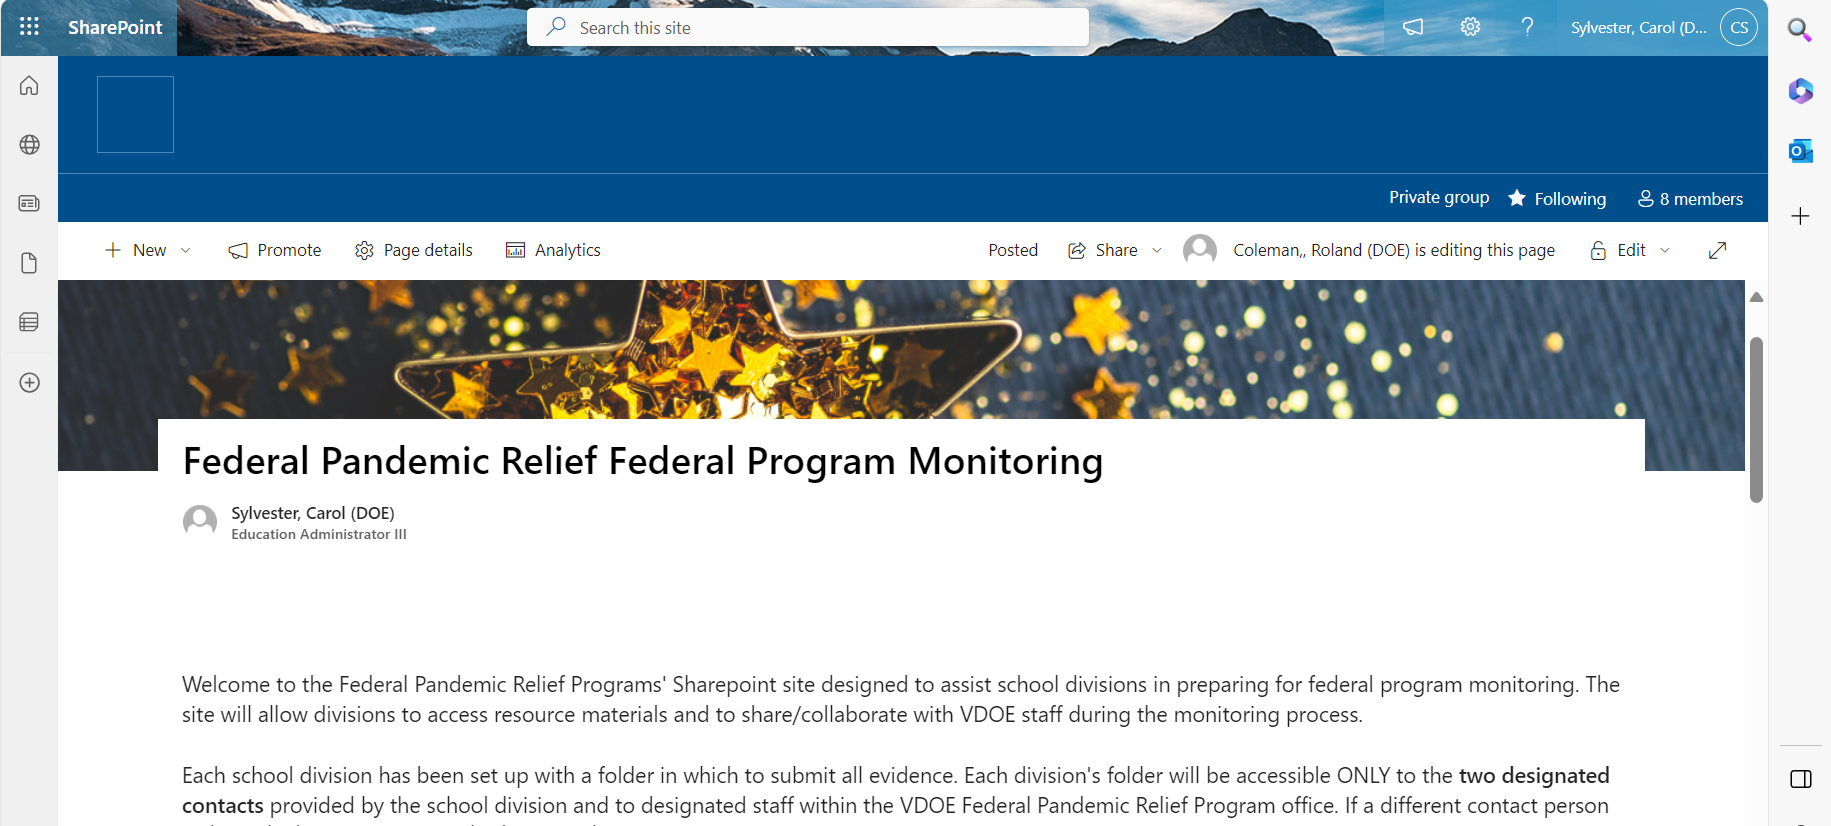 SharePoint
Search this site
?
Sylvester, Carol (D...
CS
Private group
Following
8 members
New
Promote
Page details
Analytics
Posted
Share
Coleman,, Roland (DOE) is editing this page
Edit
Federal Pandemic Relief Federal Program Monitoring
Sylvester, Carol (DOE)
Education Administrator III
Welcome to the Federal Pandemic Relief Programs' Sharepoint site designed to assist school divisions in preparing for federal program monitoring. The
site will allow divisions to access resource materials and to share/collaborate with VDOE staff during the monitoring process.
Each school division has been set up with a folder in which to submit all evidence. Each division's folder will be accessible ONLY to the two designated
contacts provided by the school division and to designated staff within the VDOE Federal Pandemic Relief Program office. If a different contact person